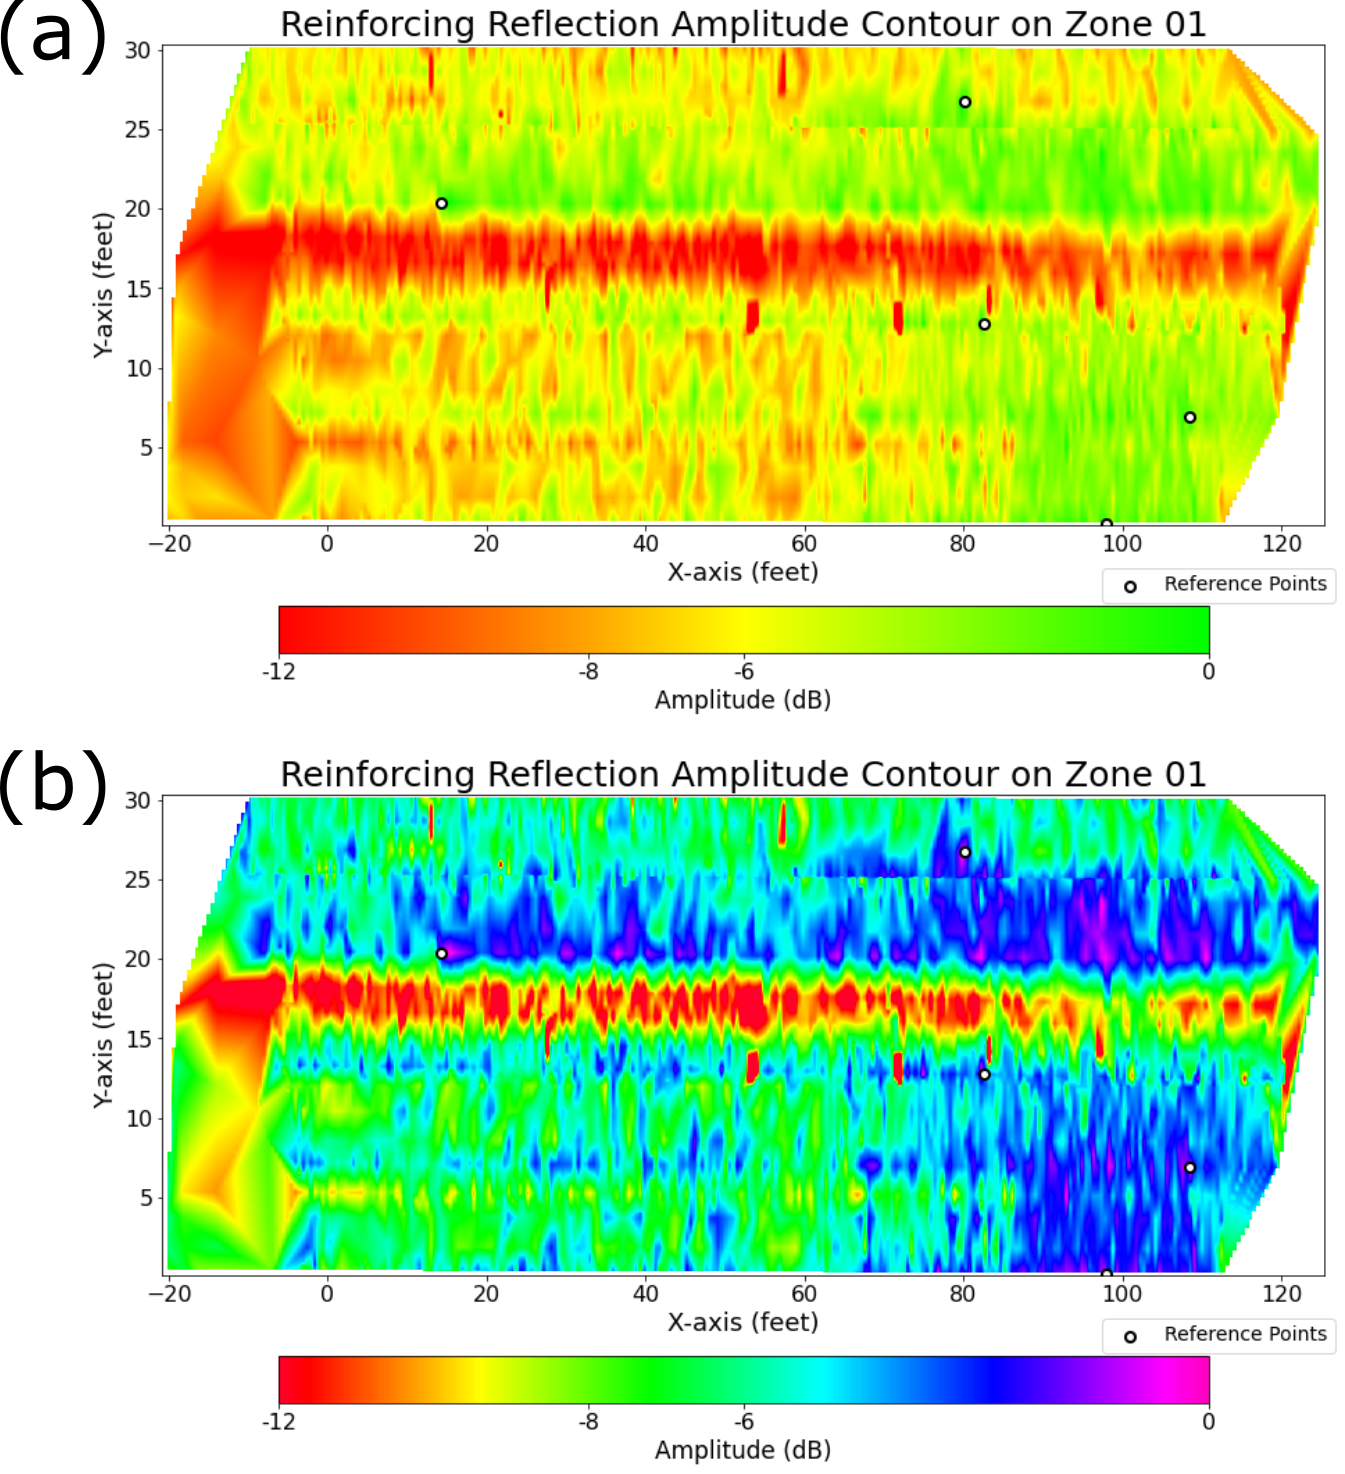 (a)
Reinforcing Reflection Amplitude Contour on Zone 01
30
25
20
15
10
5
Y-axis (feet)
−20 0 20 40 60 80 100 120
X-axis (feet)
Reference Points
-12 -8 -6 0
Amplitude (dB)
(b)
Reinforcing Reflection Amplitude Contour on Zone 01
30
25
20
15
10
5
Y-axis (feet)
−20 0 20 40 60 80 100 120
X-axis (feet)
Reference Points
-12 -8 -6 0
Amplitude (dB)